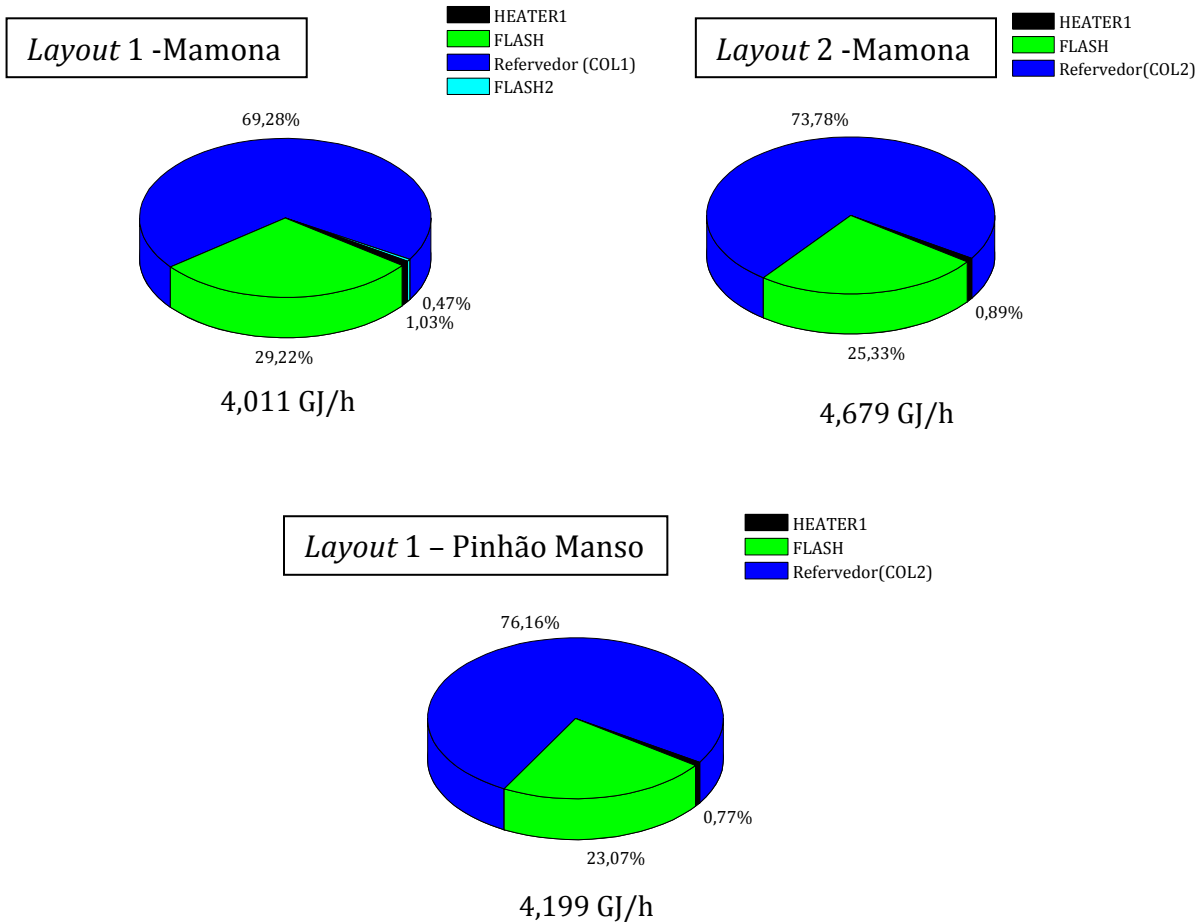 Layout 1 -Mamona
HEATER1
FLASH
Refervedor (COL1)
FLASH2
69,28%
0,47%
1,03%
29,22%
4,011 GJ/h
Layout 2 -Mamona
HEATER1
FLASH
Refervedor(COL2)
73,78%
0,89%
25,33%
4,679 GJ/h
Layout 1 – Pinhão Manso
HEATER1
FLASH
Refervedor(COL2)
76,16%
0,77%
23,07%
4,199 GJ/h